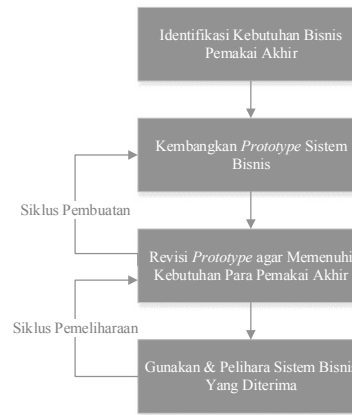 Identifikasi Kebutuhan Bisnis
Pemakai Akhir
Kembangkan Prototype Sistem
Bisnis
Siklus Pembuatan
Revisi Prototype agar Memenuhi
Kebutuhan Para Pemakai Akhir
Siklus Pemeliharaan
Gunakan & Pelihara Sistem Bisnis
Yang Diterima